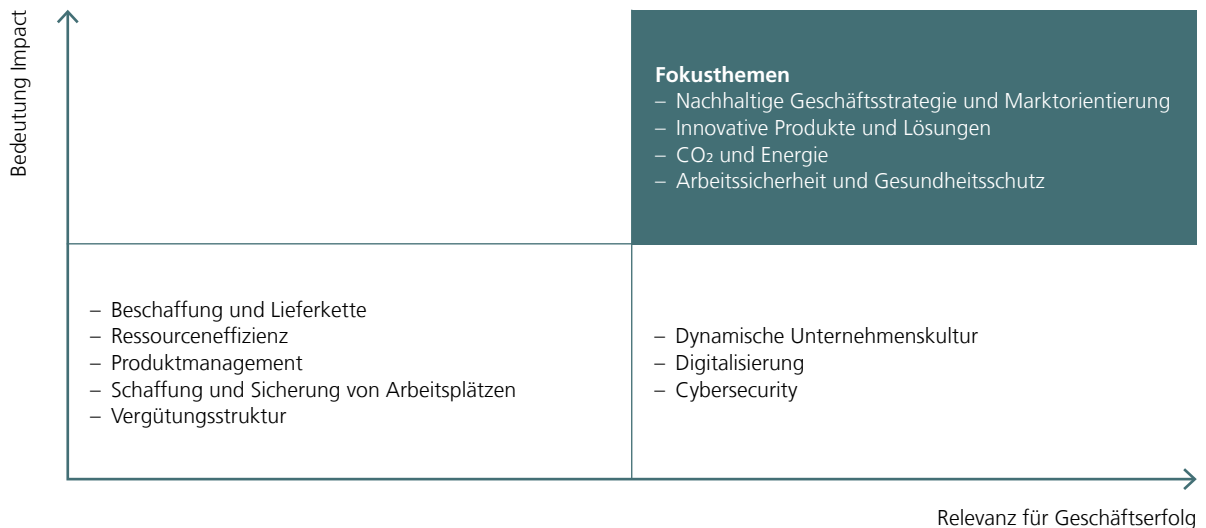 Bedeutung Impact
Fokusthemen
– Nachhaltige Geschäftsstrategie und Marktorientierung
– Innovative Produkte und Lösungen
– CO₂ und Energie
– Arbeitssicherheit und Gesundheitsschutz
– Beschaffung und Lieferkette
– Ressourceneffizienz
– Produktmanagement
– Schaffung und Sicherung von Arbeitsplätzen
– Vergütungsstruktur
– Dynamische Unternehmenskultur
– Digitalisierung
– Cybersecurity
Relevanz für Geschäftserfolg